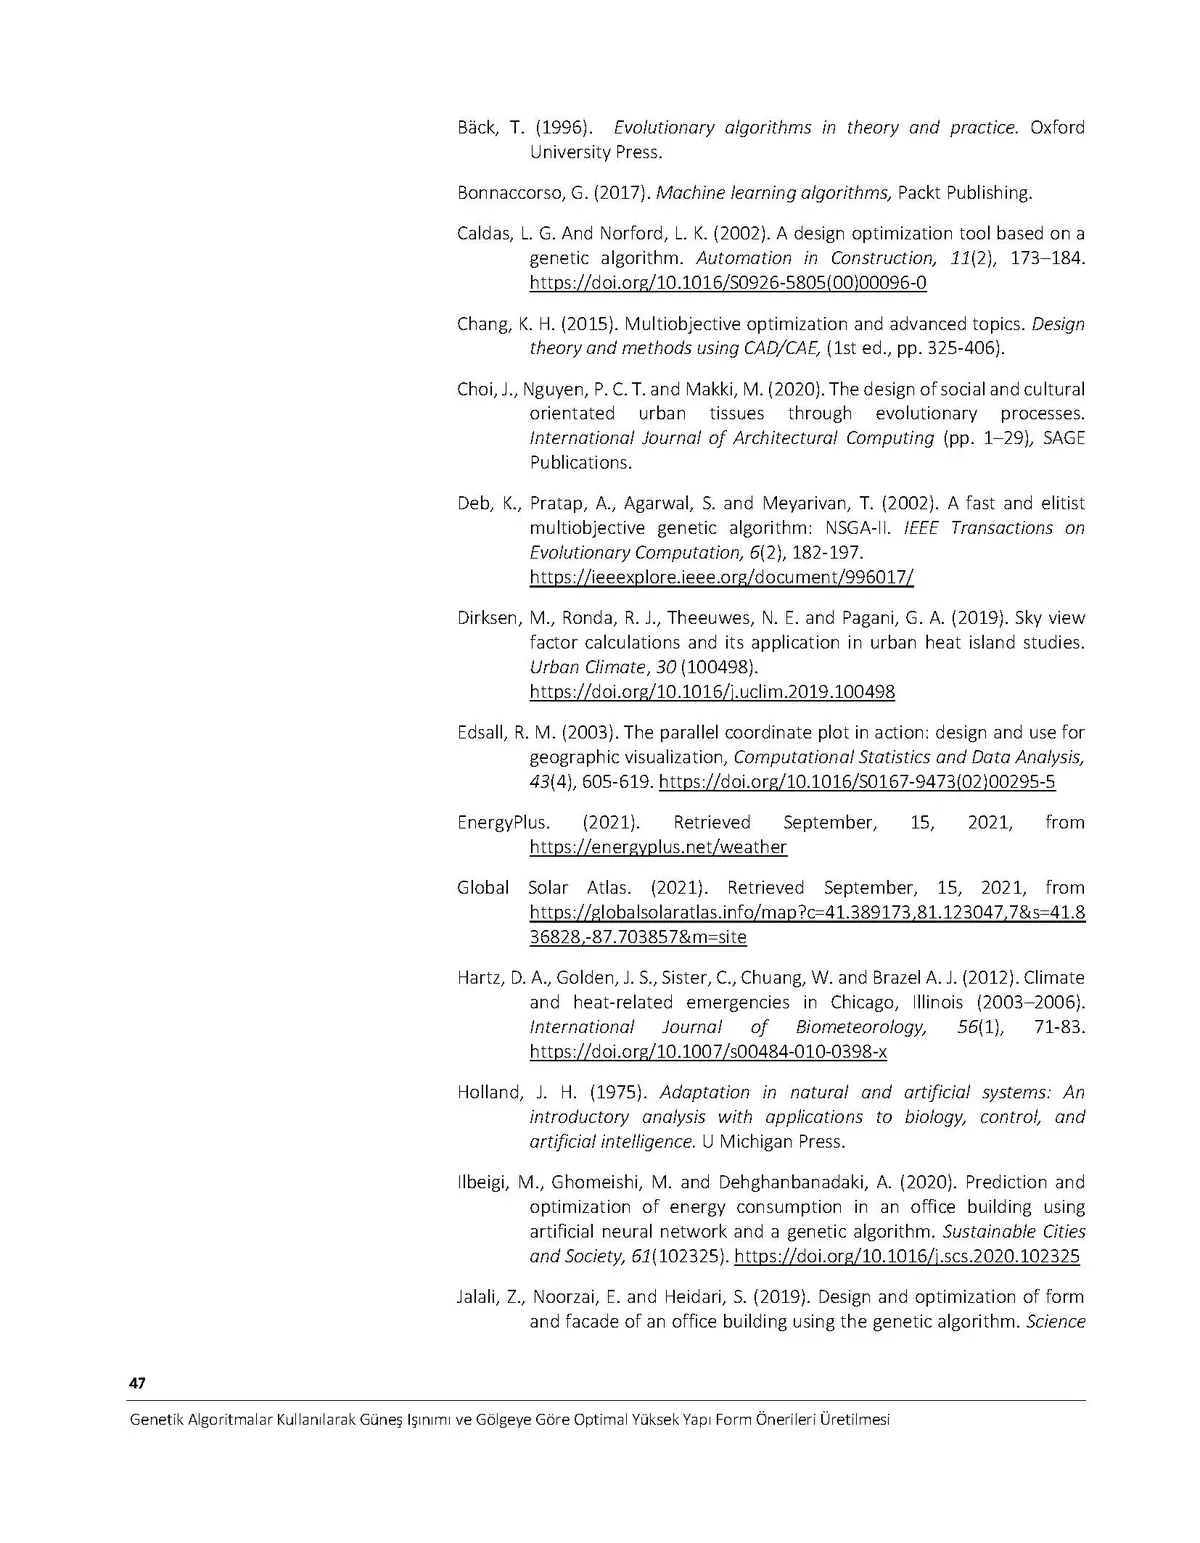 Bäck, T. (1996). Evolutionary algorithms in theory and practice. Oxford
University Press.
Bonnaccorso, G. (2017). Machine learning algorithms, Packt Publishing.
Caldas, L. G. And Norford, L. K. (2002). A design optimization tool based on a
genetic algorithm. Automation in Construction, 11(2), 173–184.
https://doi.org/10.1016/S0926-5805(00)00096-0
Chang, K. H. (2015). Multiobjective optimization and advanced topics. Design
theory and methods using CAD/CAE, (1st ed., pp. 325-406).
Choi, J., Nguyen, P. C. T. and Makki, M. (2020). The design of social and cultural
orientated urban tissues through evolutionary processes.
International Journal of Architectural Computing (pp. 1–29), SAGE
Publications.
Deb, K., Pratap, A., Agarwal, S. and Meyarivan, T. (2002). A fast and elitist
multiobjective genetic algorithm: NSGA-II. IEEE Transactions on
Evolutionary Computation, 6(2), 182-197.
https://ieeexplore.ieee.org/document/996017/
Dirksen, M., Ronda, R. J., Theeuwes, N. E. and Pagani, G. A. (2019). Sky view
factor calculations and its application in urban heat island studies.
Urban Climate, 30 (100498).
https://doi.org/10.1016/j.uclim.2019.100498
Edsall, R. M. (2003). The parallel coordinate plot in action: design and use for
geographic visualization, Computational Statistics and Data Analysis,
43(4), 605-619. https://doi.org/10.1016/S0167-9473(02)00295-5
EnergyPlus. (2021). Retrieved September, 15, 2021, from
https://energyplus.net/weather
Global Solar Atlas. (2021). Retrieved September, 15, 2021, from
https://globalsolaratlas.info/map?c=41.389173,81.123047,7&s=41.8
36828,-87.703857&m=site
Hartz, D. A., Golden, J. S., Sister, C., Chuang, W. and Brazel A. J. (2012). Climate
and heat-related emergencies in Chicago, Illinois (2003–2006).
International Journal of Biometeorology, 56(1), 71-83.
https://doi.org/10.1007/s00484-010-0398-x
Holland, J. H. (1975). Adaptation in natural and artificial systems: An
introductory analysis with applications to biology, control, and
artificial intelligence. U Michigan Press.
Ilbeigi, M., Ghomeishi, M. and Dehghanbanadaki, A. (2020). Prediction and
optimization of energy consumption in an office building using
artificial neural network and a genetic algorithm. Sustainable Cities
and Society, 61(102325). https://doi.org/10.1016/j.scs.2020.102325
Jalali, Z., Noorzai, E. and Heidari, S. (2019). Design and optimization of form
and facade of an office building using the genetic algorithm. Science
47
Genetik Algoritmalar Kullanılarak Güneş Işınımı ve Gölgeye Göre Optimal Yüksek Yapı Form Önerileri Üretilmesi